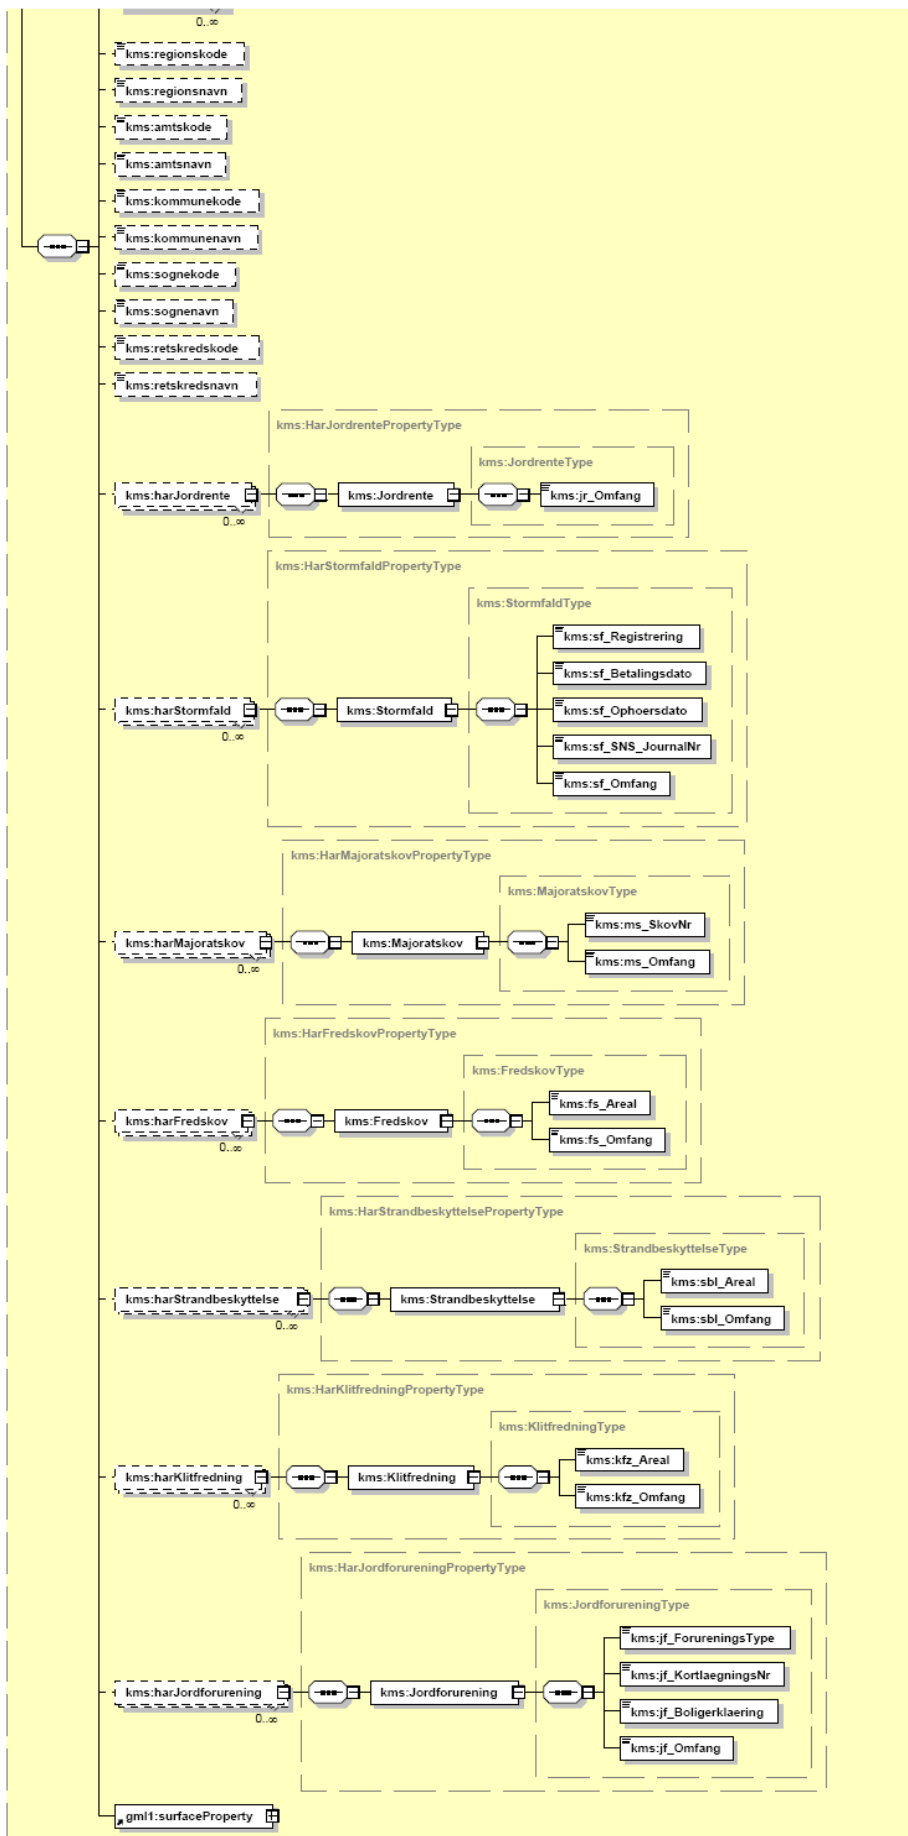 0..∞
kms:regionskode
kms:regionsnavn
kms:amtskode
kms:amtsnavn
kms:kommunekode
kms:kommunenavn
kms:sognekode
kms:sognenavn
kms:retskredskode
kms:retskredsnavn
kms:HarJordrentePropertyType
kms:JordrenteType
kms:harJordrente
kms:Jordrente
kms:jr_Omfang
0..∞
kms:HarStormfaldPropertyType
kms:StormfaldType
kms:sf_Registrering
kms:sf_Betalingsdato
kms:harStormfald
kms:Stormfald
kms:sf_Ophoersdato
0..∞
kms:sf_SNS_JournalNr
kms:sf_Omfang
kms:HarMajoratskovPropertyType
kms:MajoratskovType
kms:ms_SkovNr
kms:harMajoratskov
kms:Majoratskov
kms:ms_Omfang
0..∞
kms:HarFredskovPropertyType
kms:FredskovType
kms:fs_Areal
kms:harFredskov
kms:Fredskov
kms:fs_Omfang
0..∞
kms:HarStrandbeskyttelsePropertyType
kms:StrandbeskyttelseType
kms:sbl_Areal
kms:harStrandbeskyttelse
kms:Strandbeskyttelse
kms:sbl_Omfang
0..∞
kms:HarKlitfredningPropertyType
kms:KlitfredningType
kms:kfz_Areal
kms:harKlitfredning
kms:Klitfredning
kms:kfz_Omfang
0..∞
kms:HarJordforureningPropertyType
kms:JordforureningType
kms:jf_ForureningsType
kms:jf_KortlaegningsNr
kms:harJordforurening
kms:Jordforurening
kms:jf_Boligerklaering
0..∞
kms:jf_Omfang
gml1:surfaceProperty